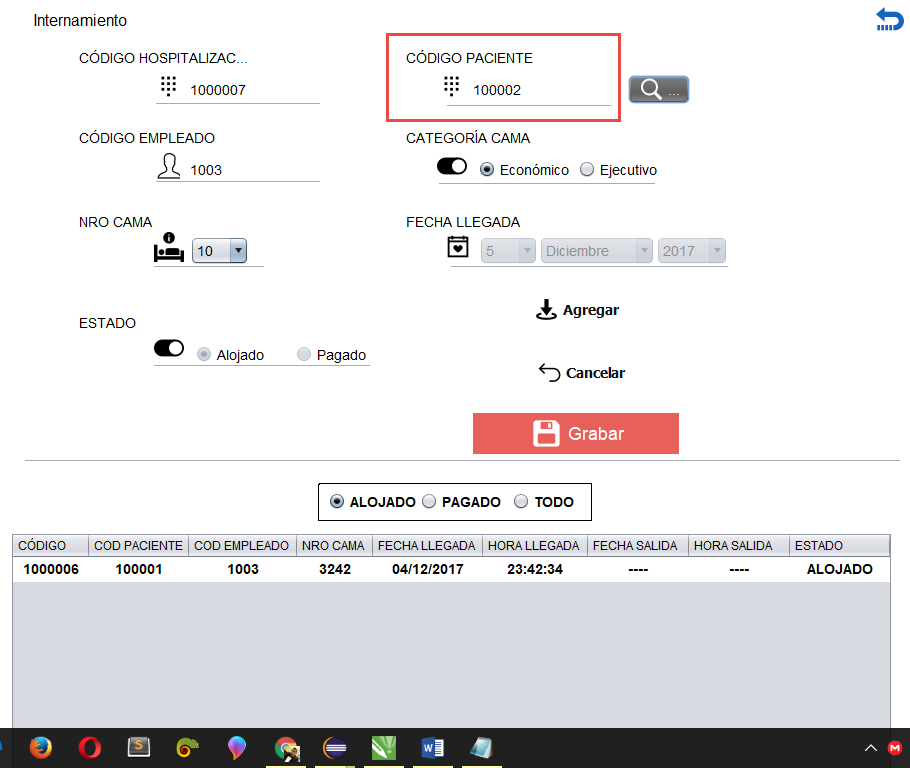 Internamiento
CÓDIGO HOSPITALIZAC...
CÓDIGO PACIENTE
1000007
100002
...
CÓDIGO EMPLEADO
CATEGORÍA CAMA
1003
Económico Ejecutivo
NRO CAMA
FECHA LLEGADA
10
5 Diciembre 2017
Agregar
ESTADO
Alojado Pagado
Cancelar
Grabar
ALOJADO PAGADO TODO
CÓDIGO COD PACIENTE COD EMPLEADO NRO CAMA FECHA LLEGADA HORA LLEGADA FECHA SALIDA HORA SALIDA ESTADO
1000006 100001 1003 3242 04/12/2017 23:42:34 ---- ---- ALOJADO